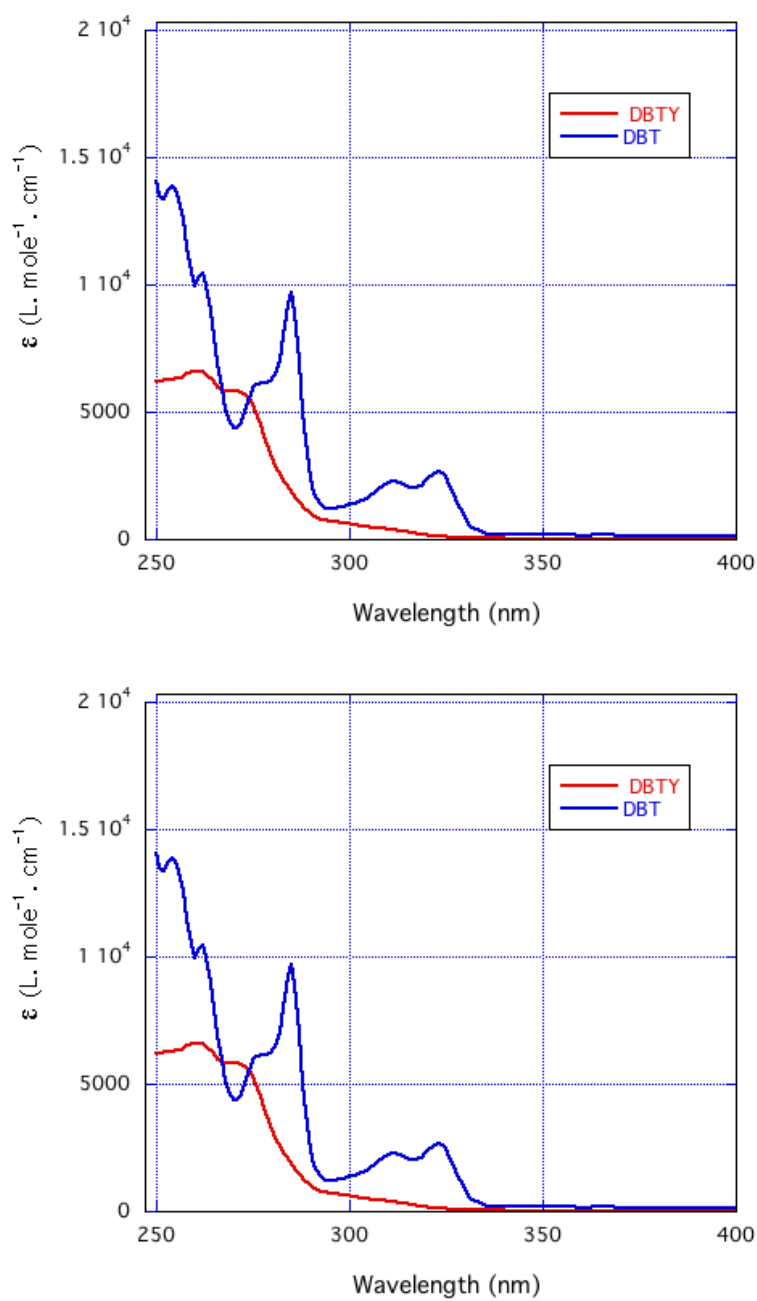 2 10⁴
1.5 10⁴
1 10⁴
5000
0
ε (L. mole⁻¹. cm⁻¹)
DBTY
DBT
250 300 350 400
Wavelength (nm)
2 10⁴
1.5 10⁴
1 10⁴
5000
0
ε (L. mole⁻¹. cm⁻¹)
DBTY
DBT
250 300 350 400
Wavelength (nm)